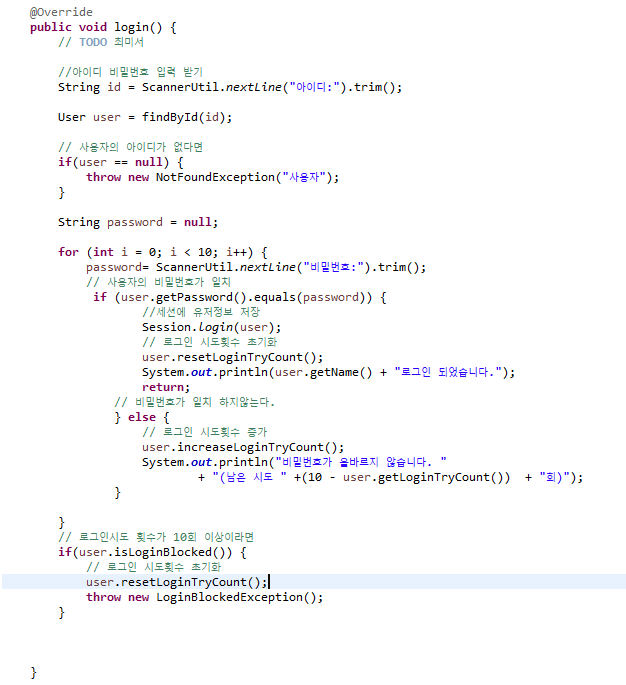 @Override
public void login() {
// TODO 최미서
//아이디 비밀번호 입력 받기
String id = ScannerUtil.nextLine("아이디:").trim();
User user = findById(id);
// 사용자의 아이디가 없다면
if(user == null) {
throw new NotFoundException("사용자");
}
String password = null;
for (int i = 0; i < 10; i++) {
password= ScannerUtil.nextLine("비밀번호:").trim();
// 사용자의 비밀번호가 일치
if (user.getPassword().equals(password)) {
//세션에 유저정보 저장
Session.login(user);
// 로그인 시도횟수 초기화
user.resetLoginTryCount();
System.out.println(user.getName() + "로그인 되었습니다.");
return;
// 비밀번호가 일치 하지않는다.
} else {
// 로그인 시도횟수 증가
user.increaseLoginTryCount();
System.out.println("비밀번호가 올바르지 않습니다. "
+ "(남은 시도 " +(10 - user.getLoginTryCount())  + "회)");
}
}
// 로그인시도 횟수가 10회 이상이라면
if(user.isLoginBlocked()) {
// 로그인 시도횟수 초기화
user.resetLoginTryCount();
throw new LoginBlockedException();
}
}